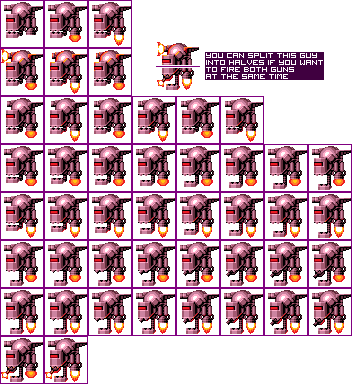 YOU CAN SPLIT THIS GUY
INTO HALVES IF YOU WANT
TO FIRE BOTH GUNS
AT THE SAME TIME